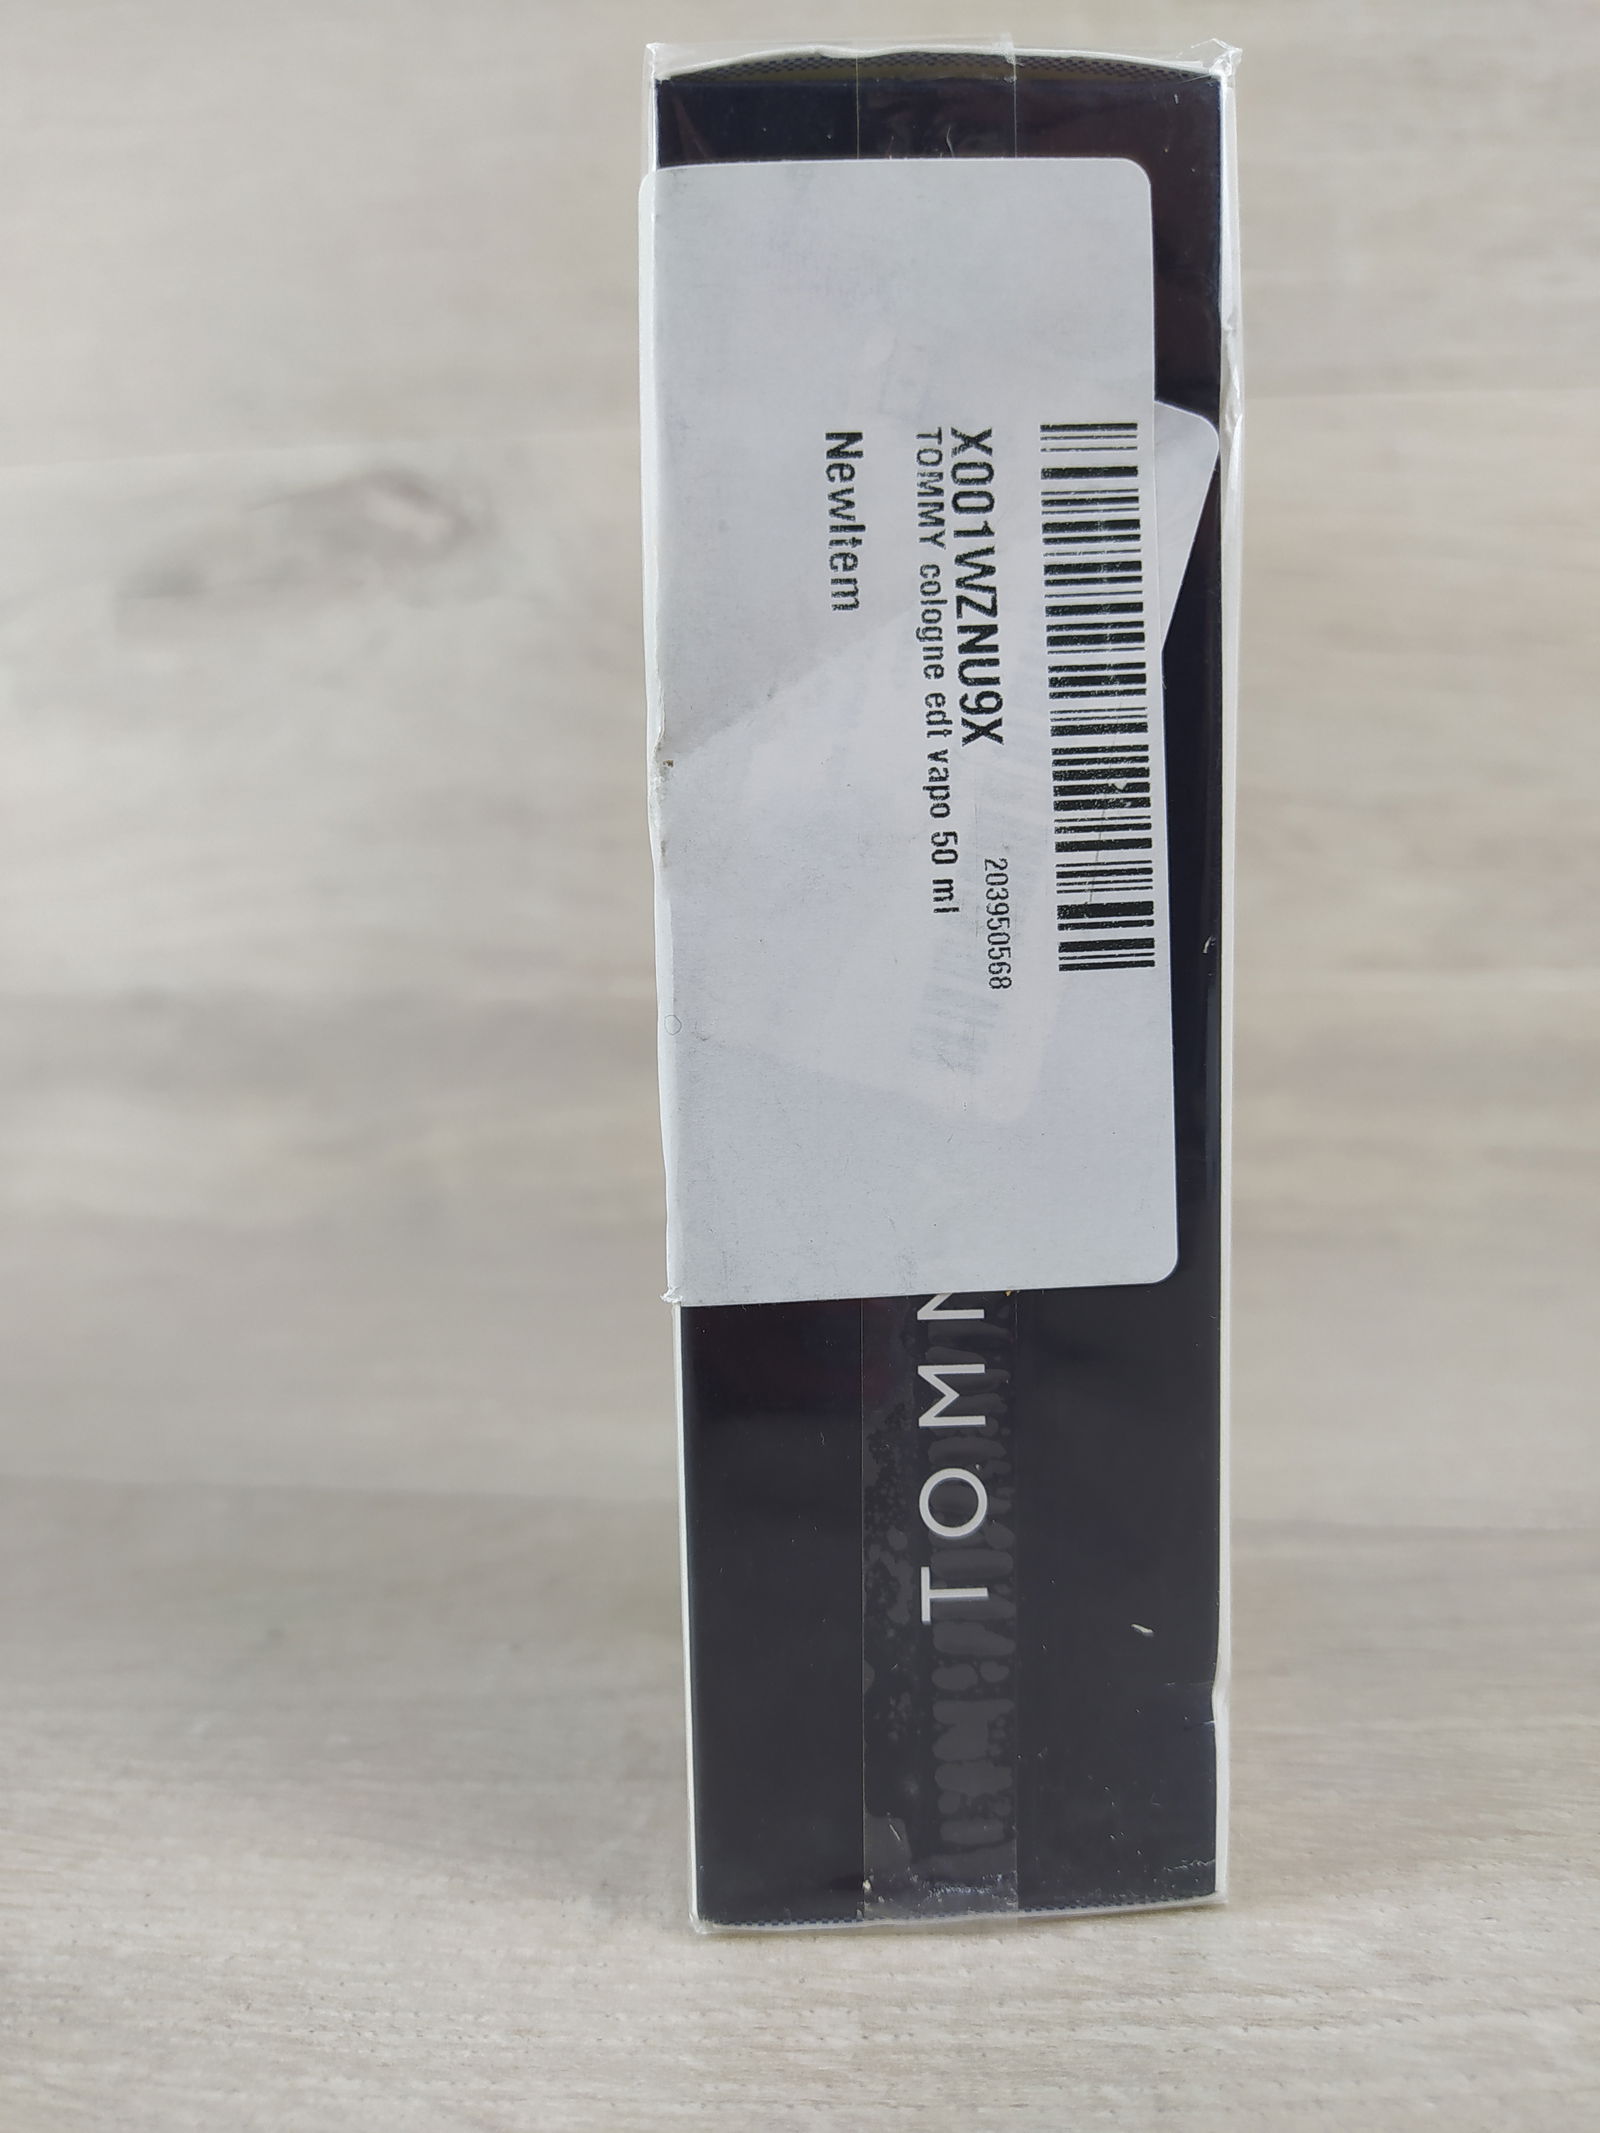 X001WZNU9X
203950568
TOMMY cologne edt vapo 50 ml
NewItem
TOMM